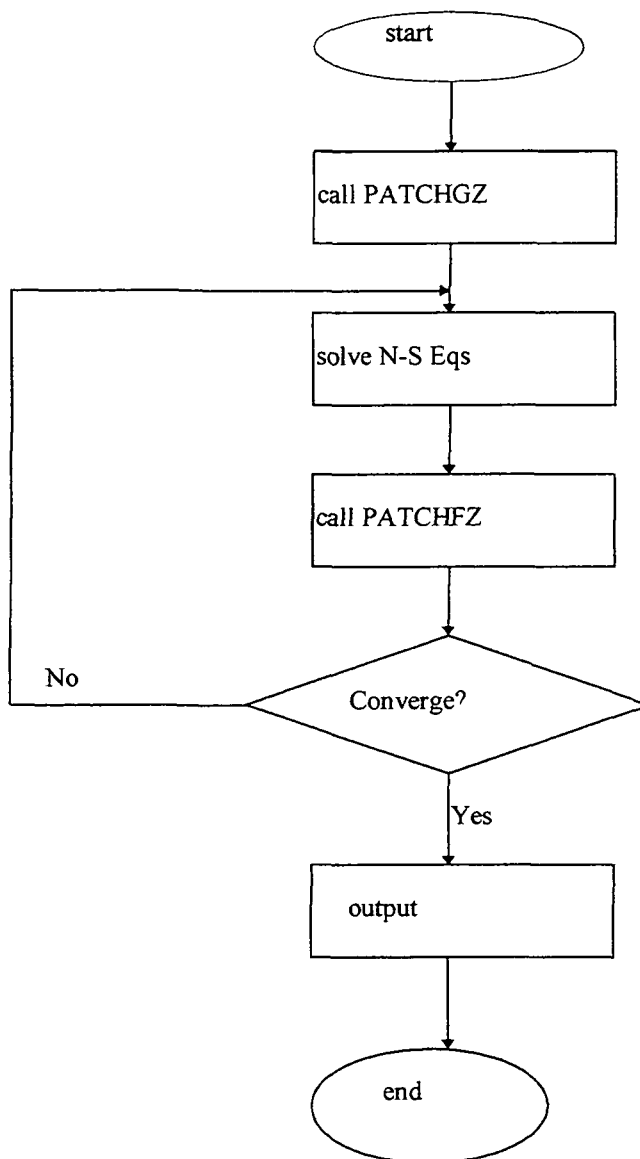 start
call PATCHGZ
solve N-S Eqs
call PATCHFZ
Converge?
No
Yes
output
end